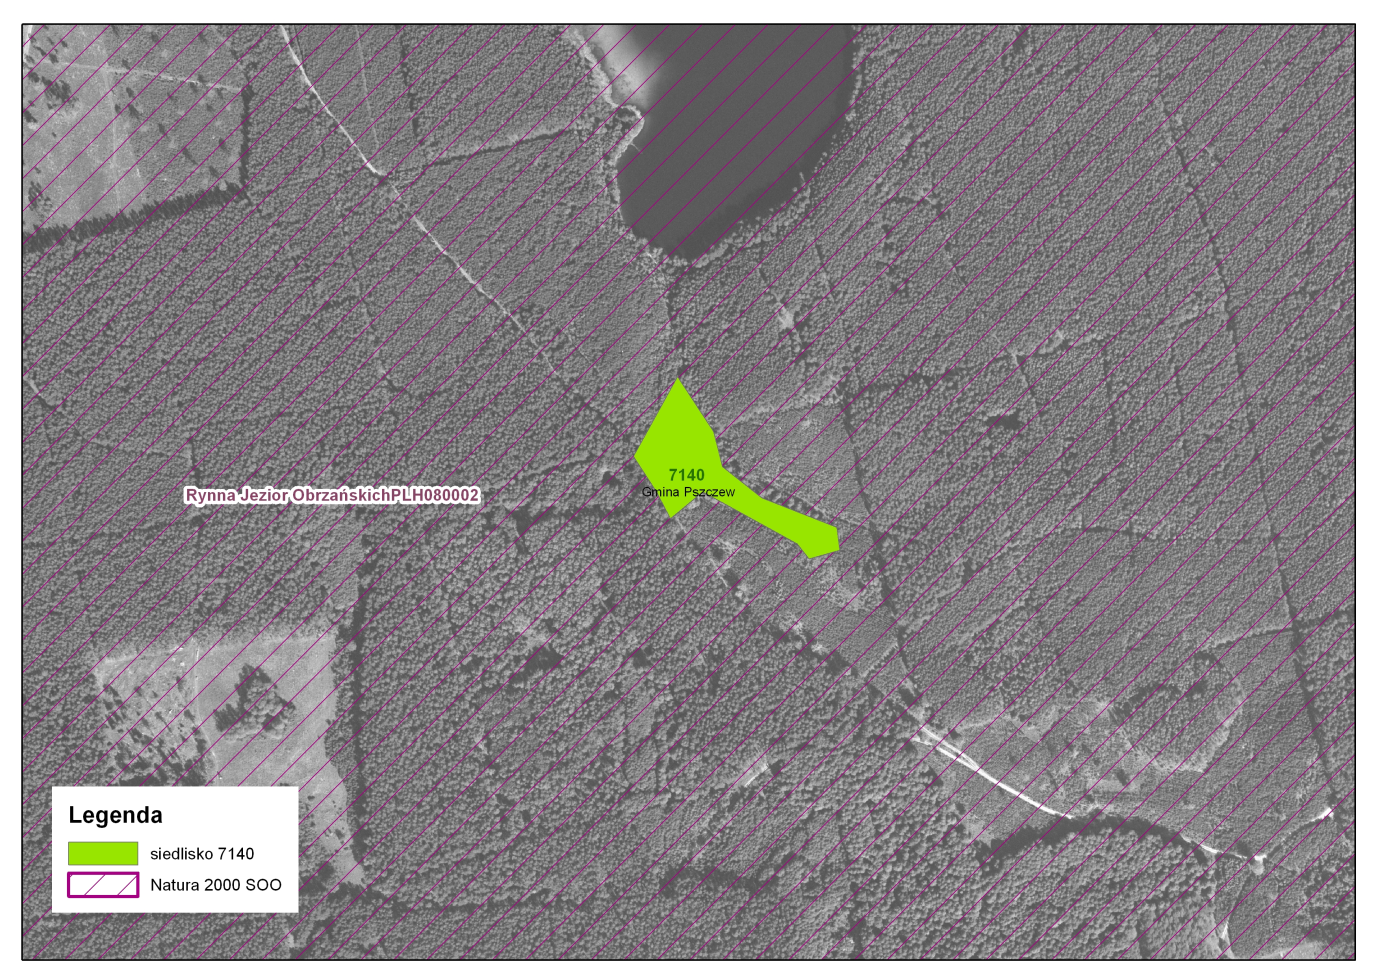 7140
Gmina Pszczew
Rynna Jezior ObrzańskichPLH080002
Legenda
siedlisko 7140
Natura 2000 SOO